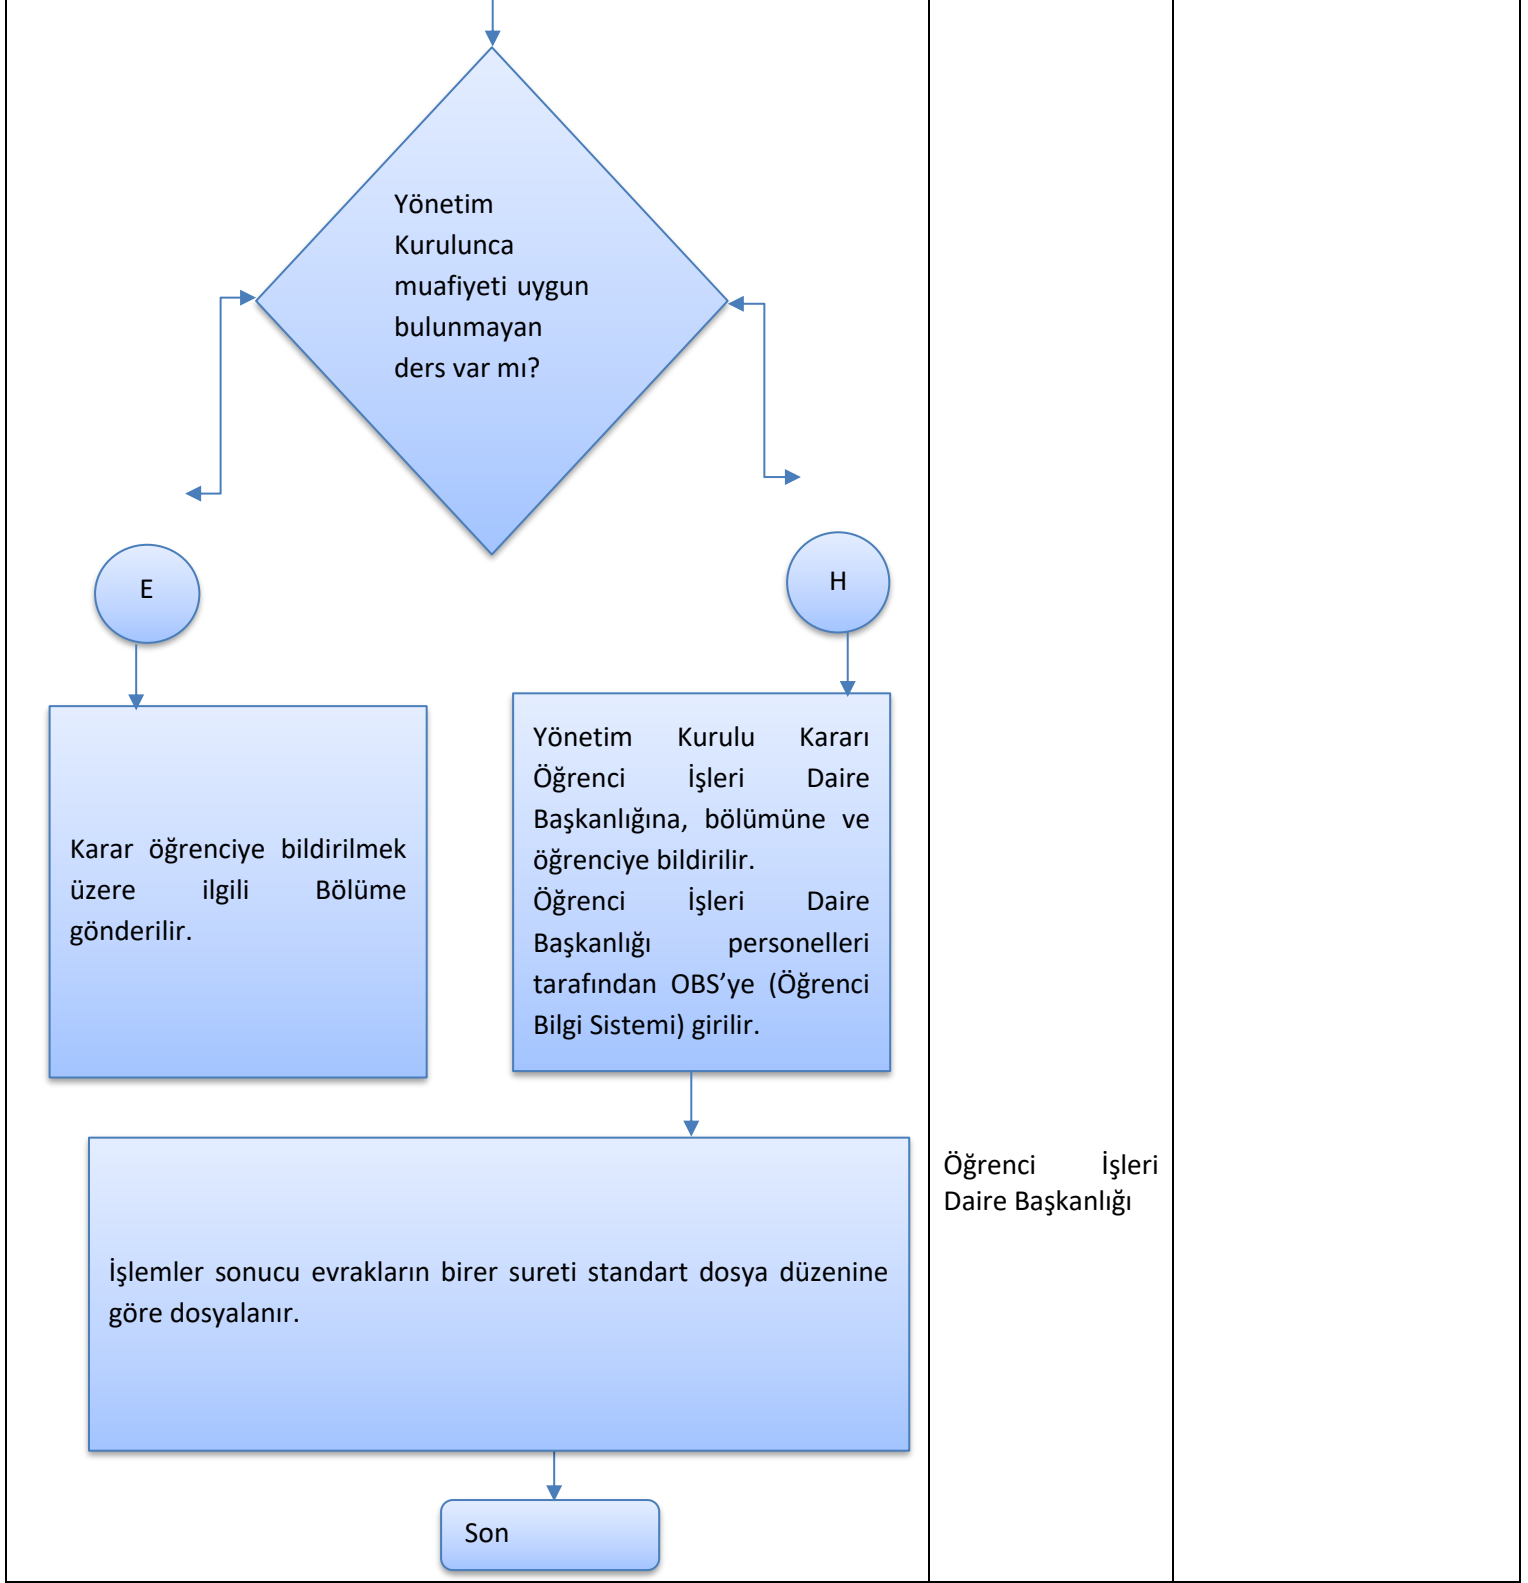 Yönetim
Kurulunca
muafiyeti uygun
bulunmayan
ders var mı?
E
H
Karar öğrenciye bildirilmek
üzere ilgili Bölüme
gönderilir.
Yönetim Kurulu Kararı
Öğrenci İşleri Daire
Başkanlığına, bölümüne ve
öğrenciye bildirilir.
Öğrenci İşleri Daire
Başkanlığı personelleri
tarafından OBS’ye (Öğrenci
Bilgi Sistemi) girilir.
Öğrenci İşleri
Daire Başkanlığı
İşlemler sonucu evrakların birer sureti standart dosya düzenine
göre dosyalanır.
Son